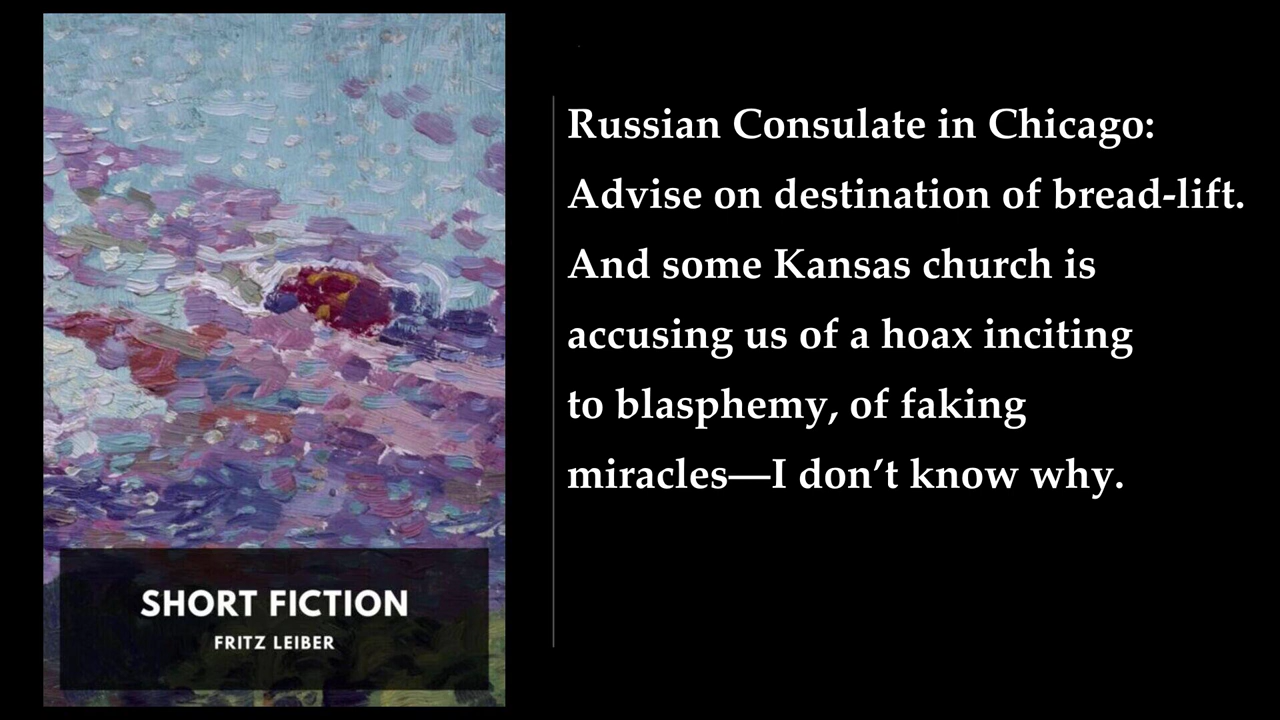 SHORT FICTION
FRITZ LEIBER
Russian Consulate in Chicago:
Advise on destination of bread-lift.
And some Kansas church is
accusing us of a hoax inciting
to blasphemy, of faking
miracles—I don’t know why.